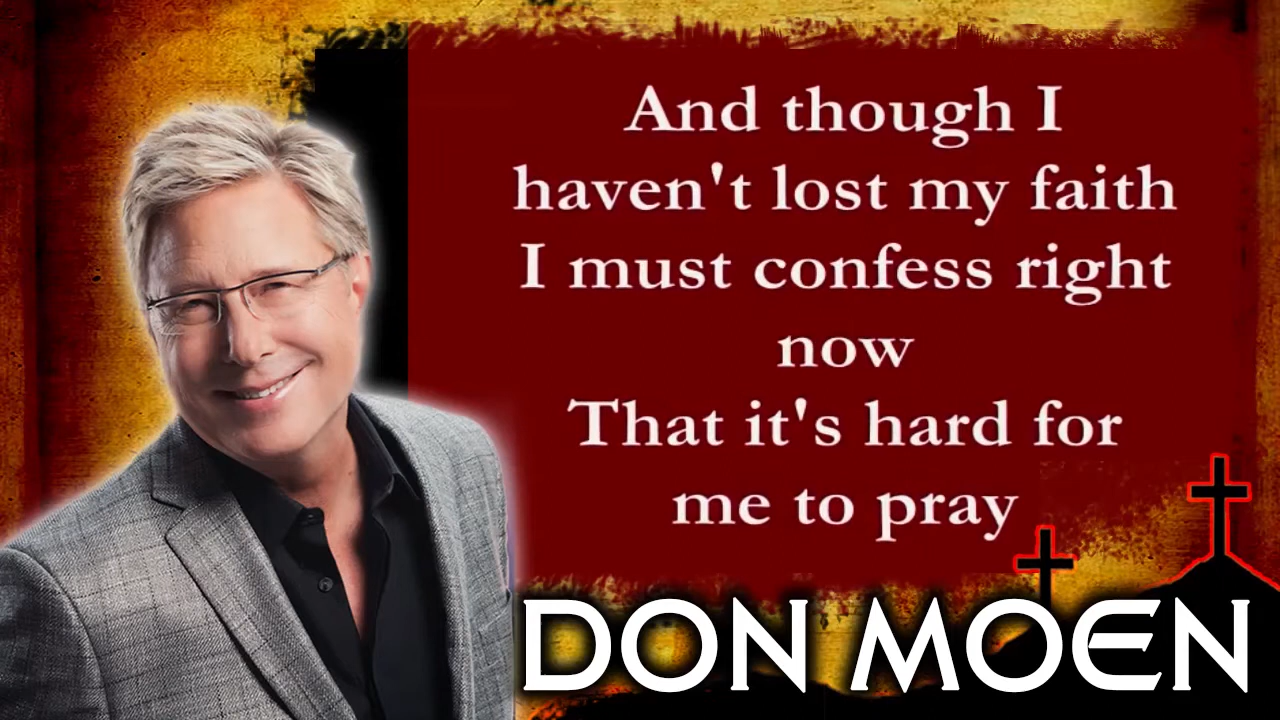 And though I
haven't lost my faith
I must confess right
now
That it's hard for
me to pray
DON MOEN